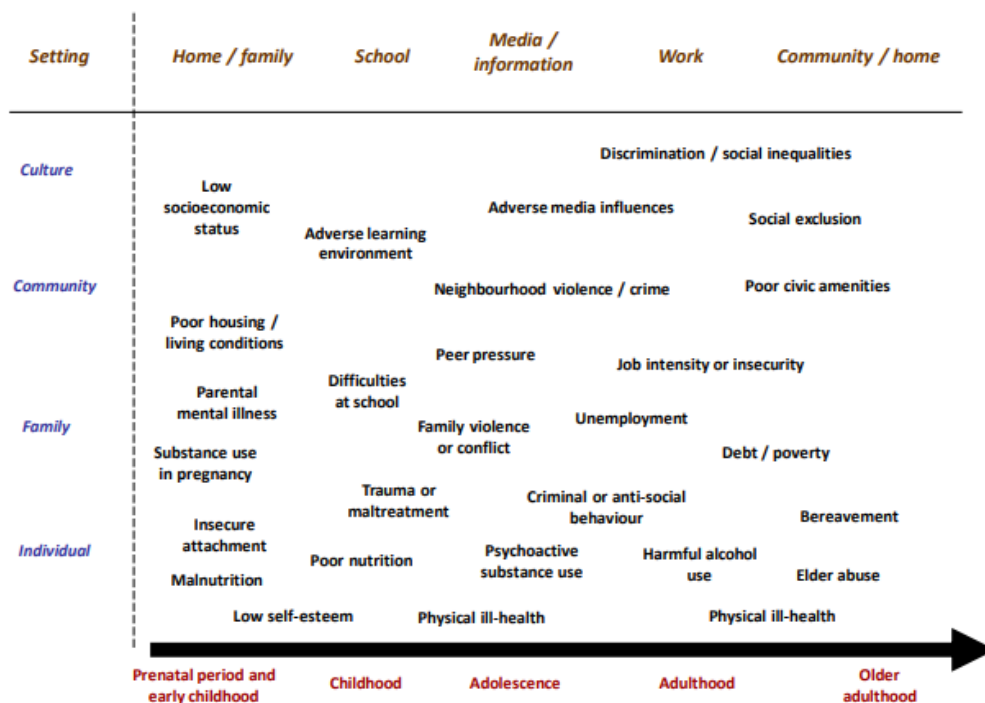 Setting
Home / family
School
Media /
information
Work
Community / home
Discrimination / social inequalities
Culture
Low
socioeconomic
status
Adverse media influences
Social exclusion
Adverse learning
environment
Community
Neighbourhood violence / crime
Poor civic amenities
Poor housing /
living conditions
Peer pressure
Job intensity or insecurity
Difficulties
at school
Parental
mental illness
Family
Family violence
or conflict
Unemployment
Substance use
in pregnancy
Debt / poverty
Trauma or
maltreatment
Criminal or anti-social
behaviour
Bereavement
Insecure
attachment
Individual
Poor nutrition
Psychoactive
substance use
Harmful alcohol
use
Malnutrition
Elder abuse
Low self-esteem
Physical ill-health
Physical ill-health
Prenatal period and
early childhood
Childhood
Adolescence
Adulthood
Older
adulthood